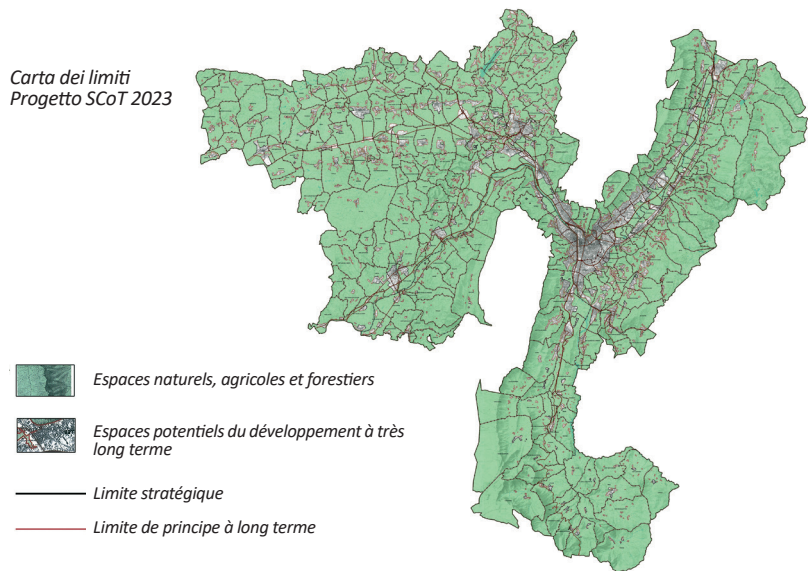 Carta dei limiti
Progetto SCoT 2023
Espaces naturels, agricoles et forestiers
Espaces potentiels du développement à très
long terme
Limite stratégique
Limite de principe à long terme